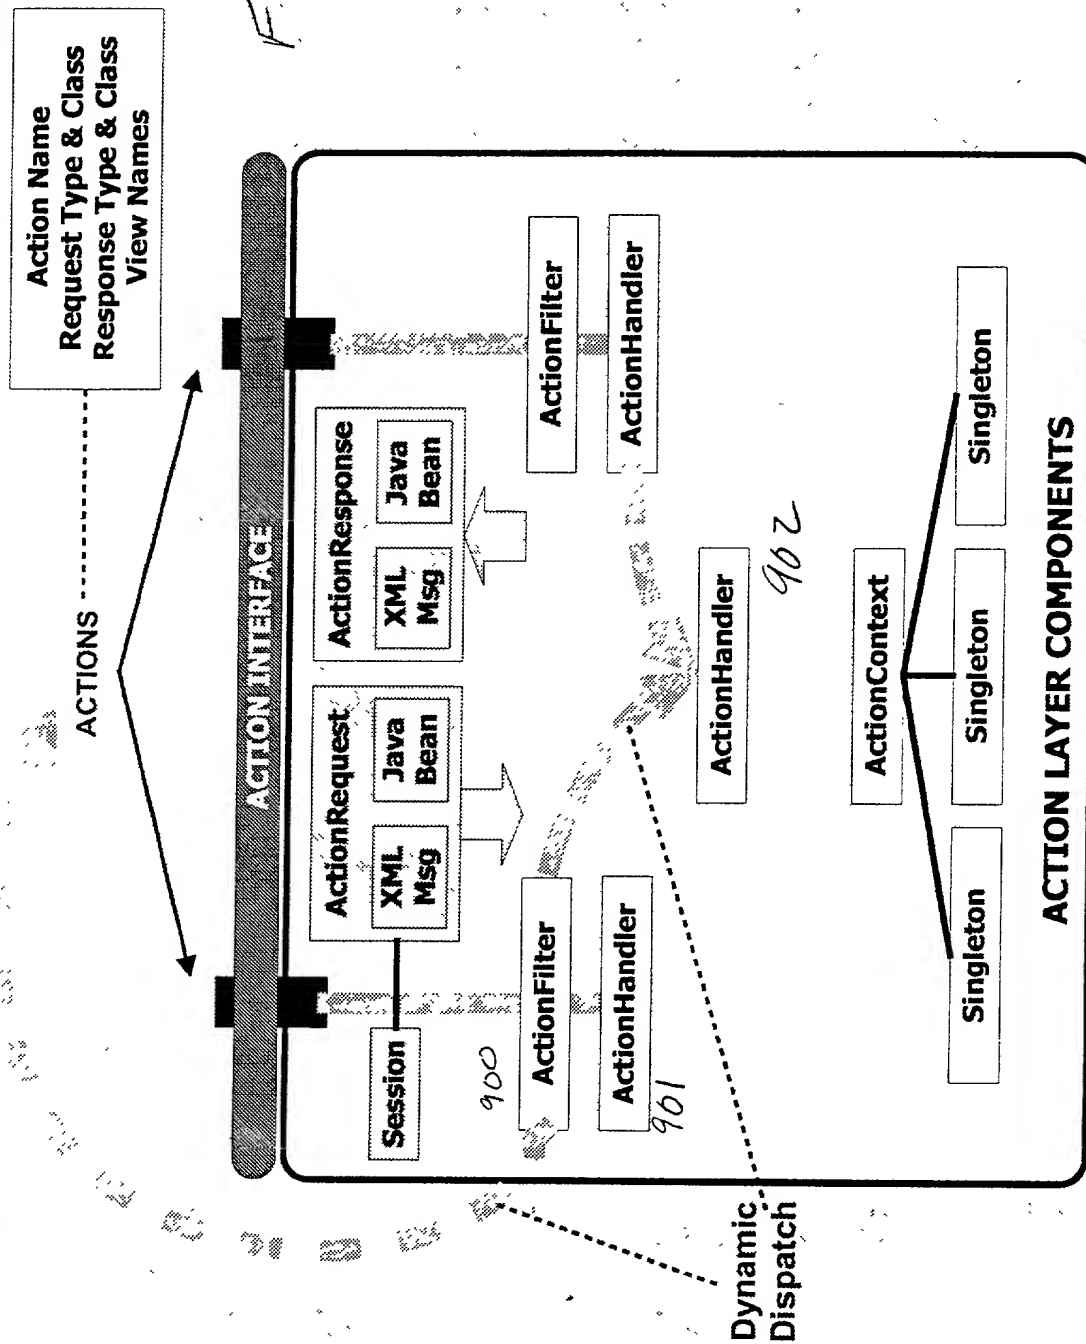 Action Name
Request Type & Class
Response Type & Class
View Names
ACTIONS
ACTION INTERFACE
Session
ActionRequest
XML
Msg
Java
Bean
ActionResponse
XML
Msg
Java
Bean
900
ActionFilter
ActionHandler
901
ActionFilter
ActionHandler
ActionHandler
902
ActionContext
Singleton
Singleton
Singleton
Dynamic
Dispatch
ACTION LAYER COMPONENTS